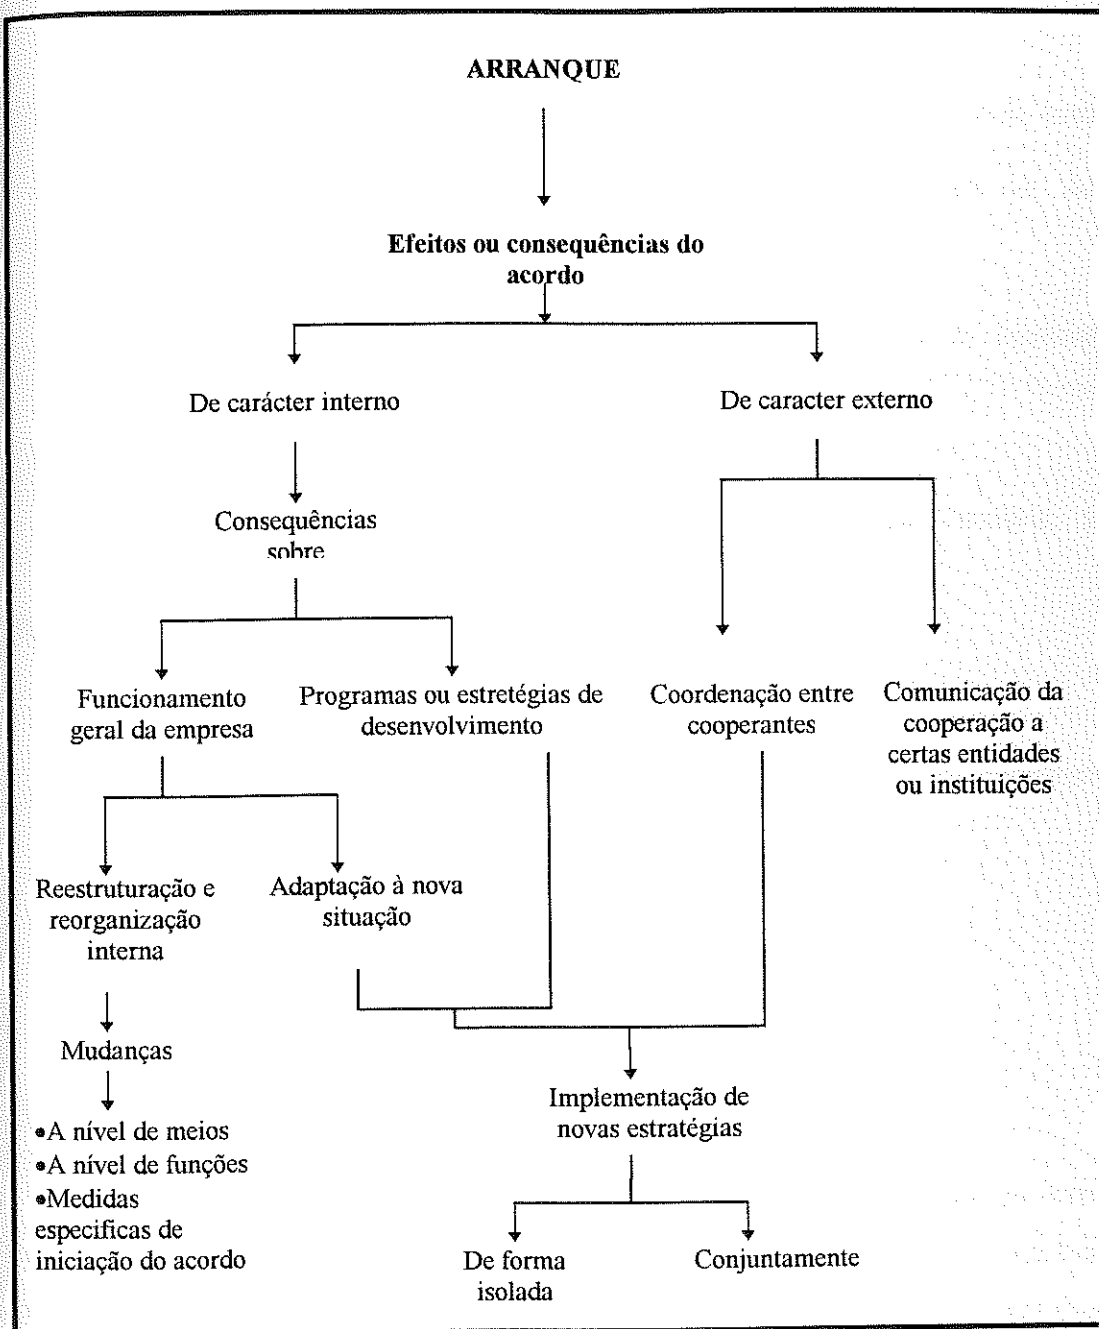 ARRANQUE
Efeitos ou consequências do
acordo
De carácter interno
De caracter externo
Consequências
sobre
Funcionamento
geral da empresa
Programas ou estretégias de
desenvolvimento
Coordenação entre
cooperantes
Comunicação da
cooperação a
certas entidades
ou instituições
Reestruturação e
reorganização
interna
Adaptação à nova
situação
Mudanças
•A nível de meios
•A nível de funções
•Medidas
especificas de
iniciação do acordo
Implementação de
novas estratégias
De forma
isolada
Conjuntamente